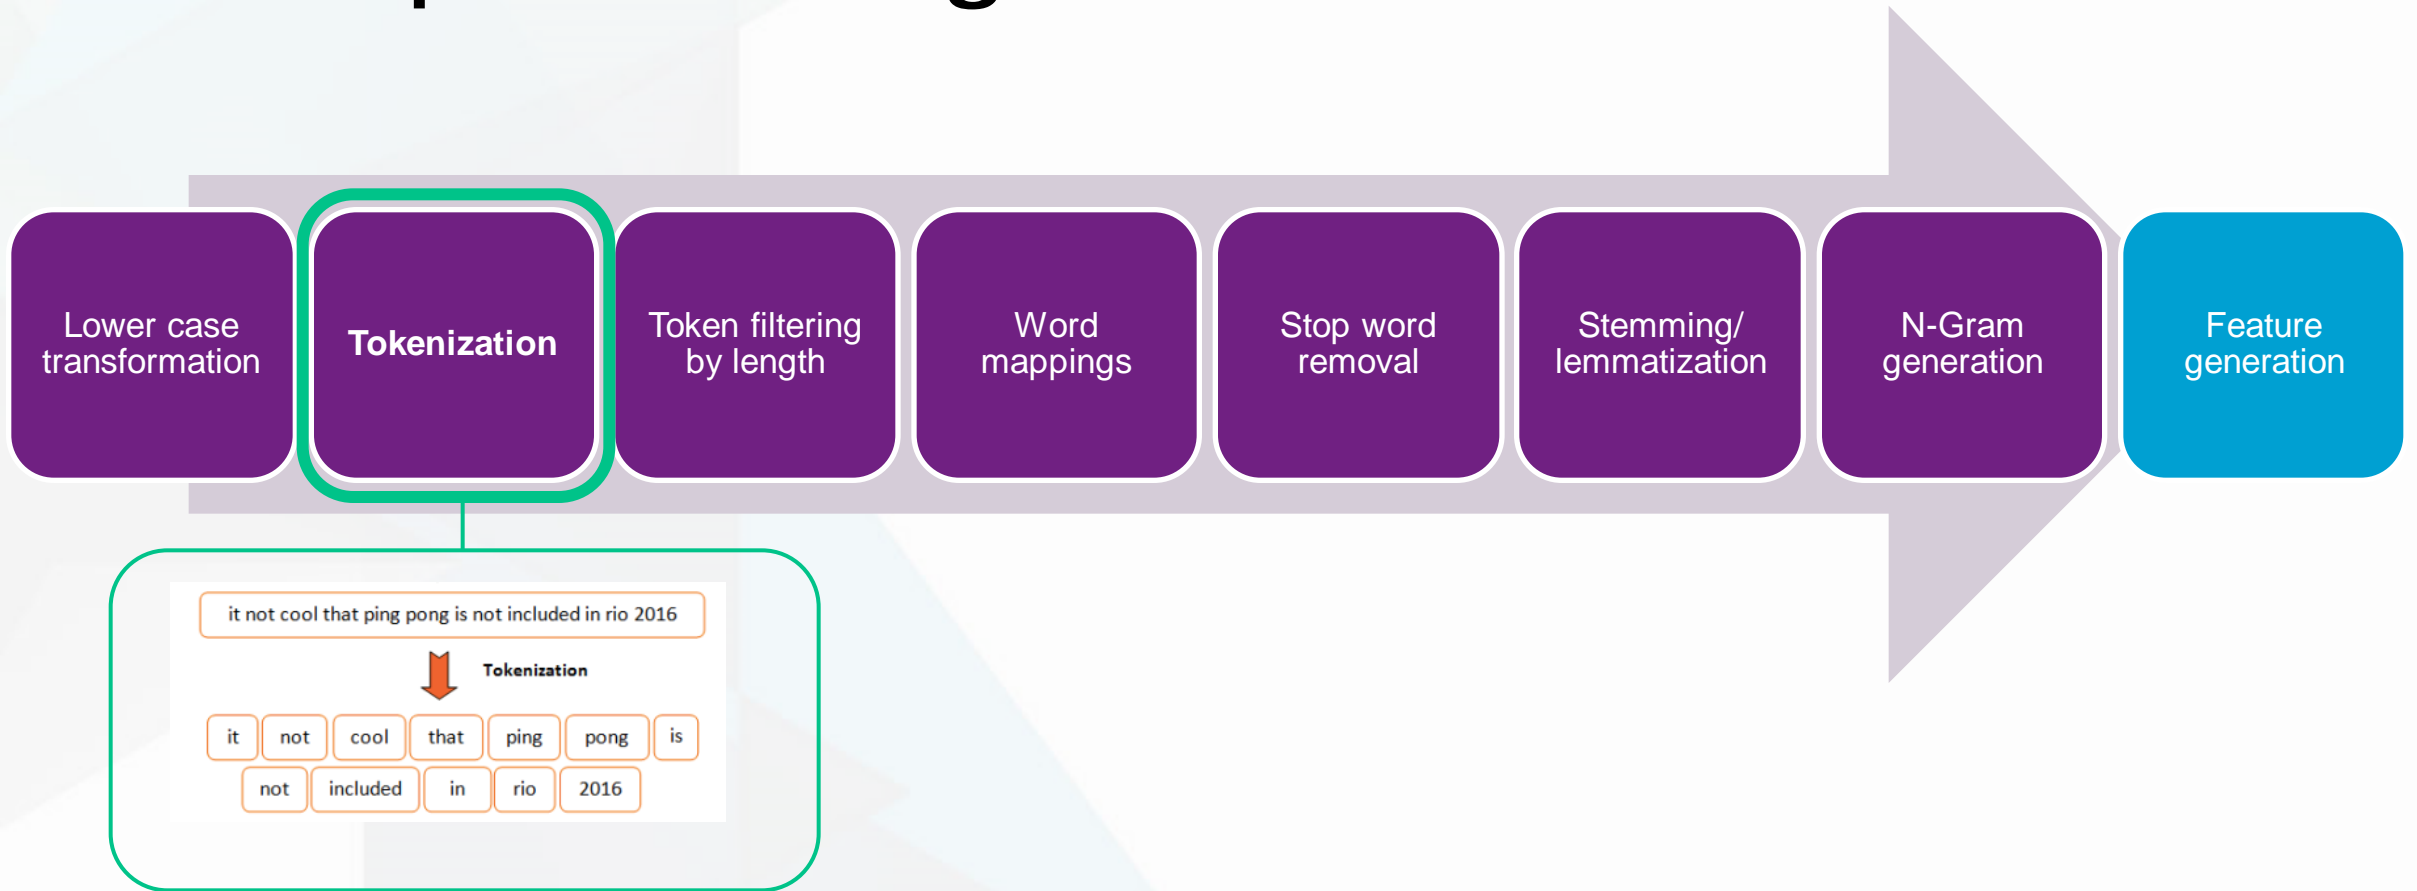 Lower case
transformation
Tokenization
Token filtering
by length
Word
mappings
Stop word
removal
Stemming/
lemmatization
N-Gram
generation
Feature
generation
it not cool that ping pong is not included in rio 2016
Tokenization
it not cool that ping pong is
not included in rio 2016